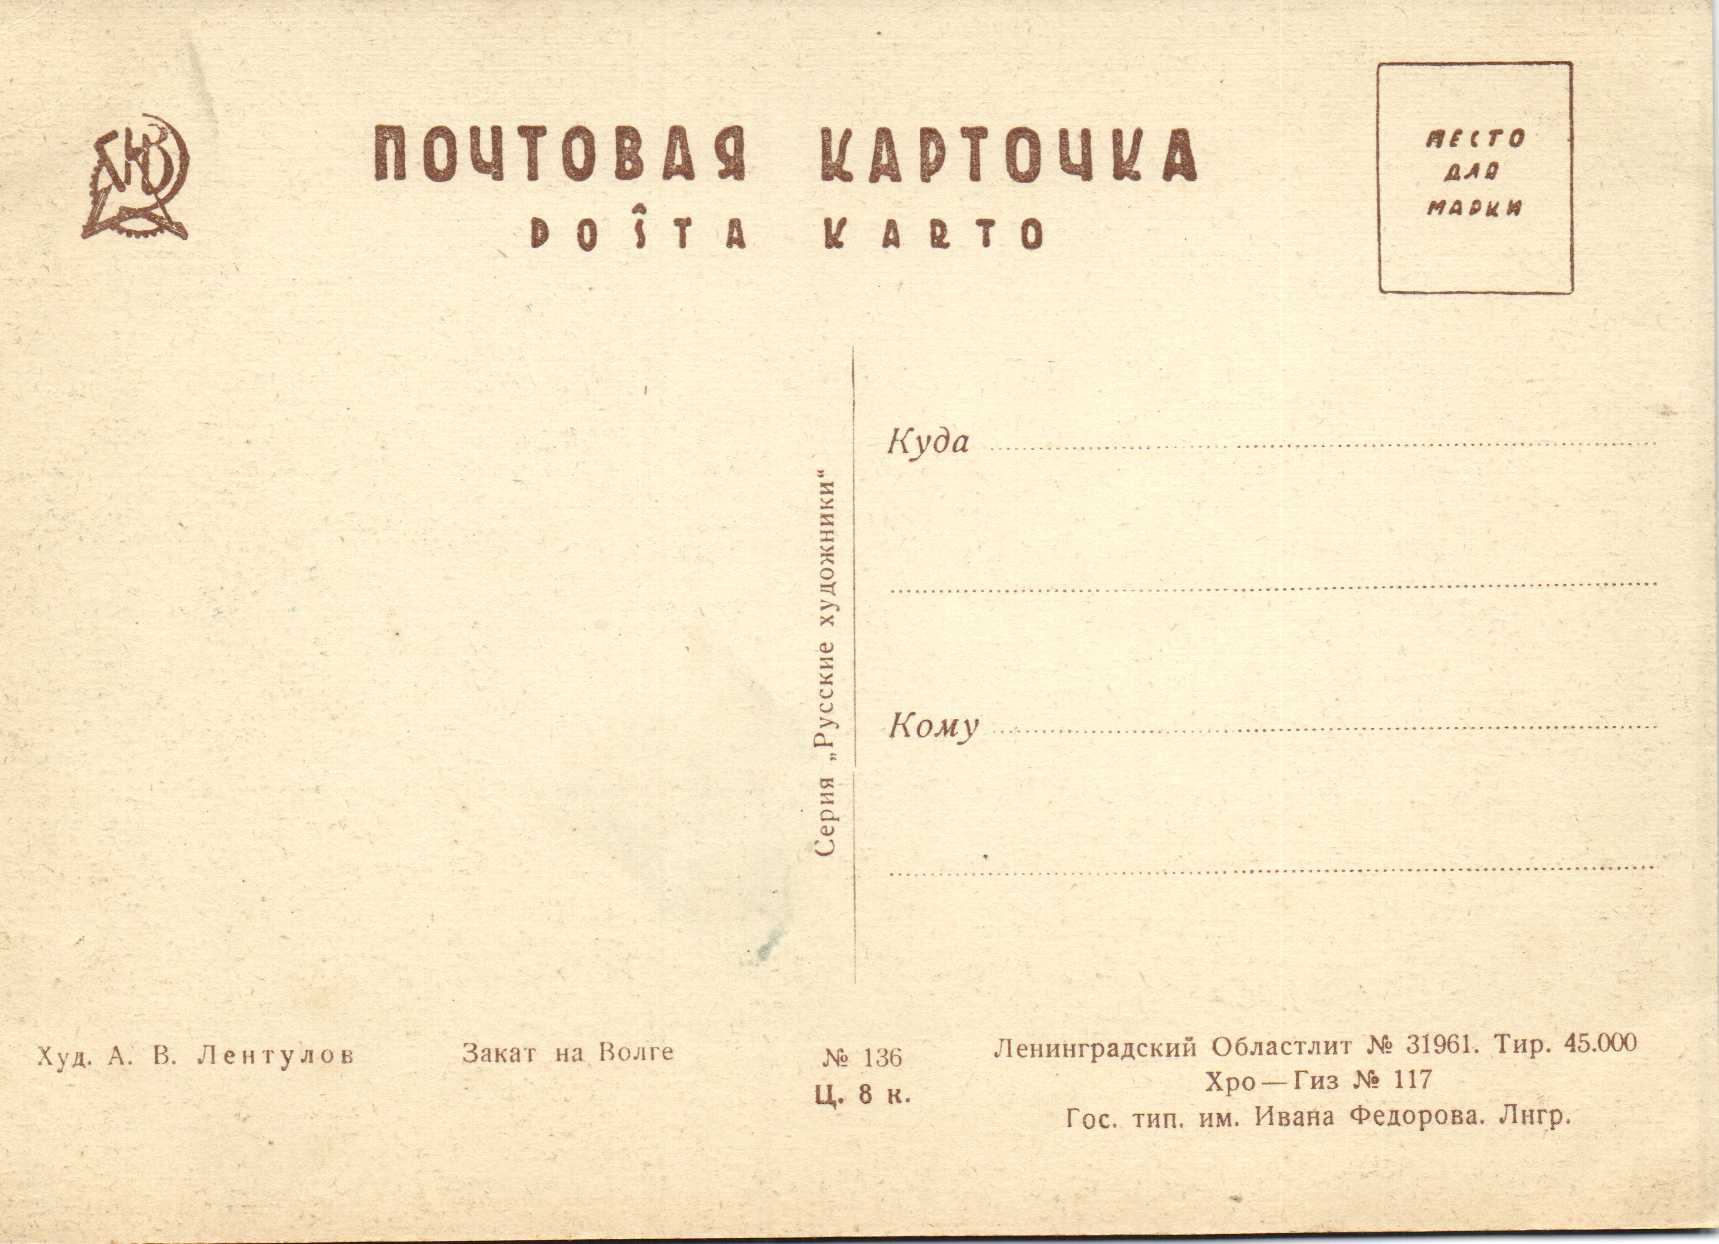 АХВ
ПОЧТОВАЯ КАРТОЧКА
POŜTA KARTO
МЕСТО
ДЛЯ
МАРКИ
Куда
Кому
Серия „Русские художники“
Худ. А. В. Лентулов
Закат на Волге
№ 136
Ц. 8 к.
Ленинградский Областлит № 31961. Тир. 45.000
Хро—Гиз № 117
Гос. тип. им. Ивана Федорова. Лнгр.